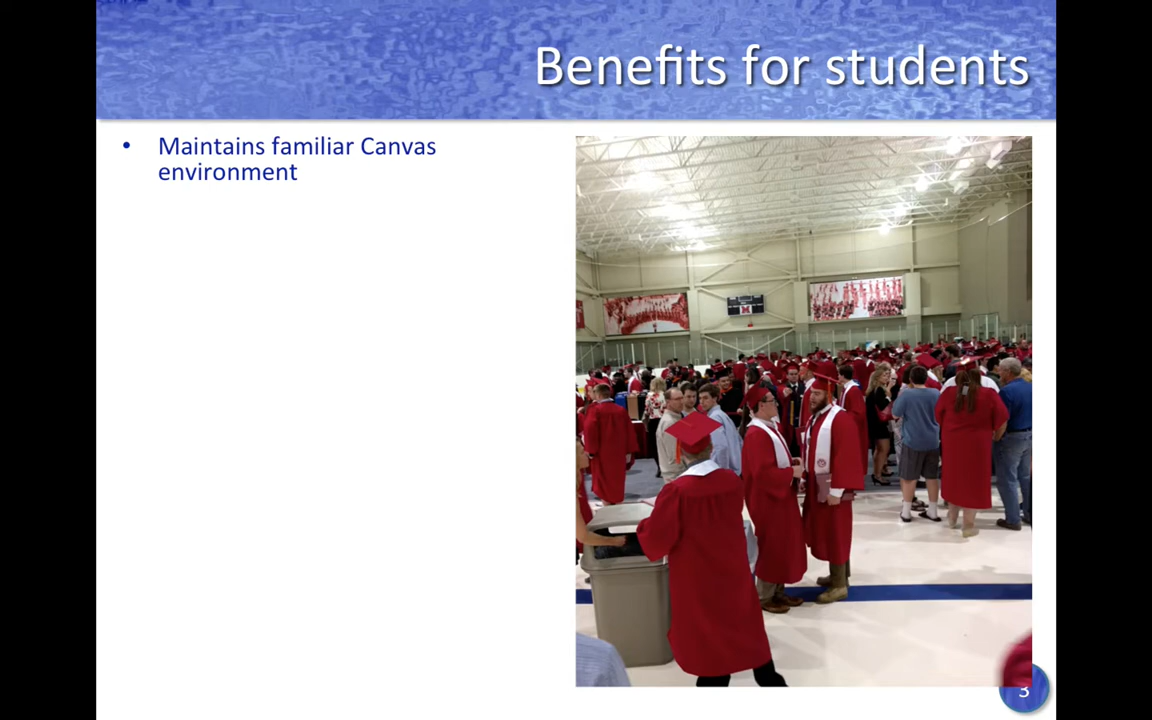 Benefits for students
• Maintains familiar Canvas
environment
3